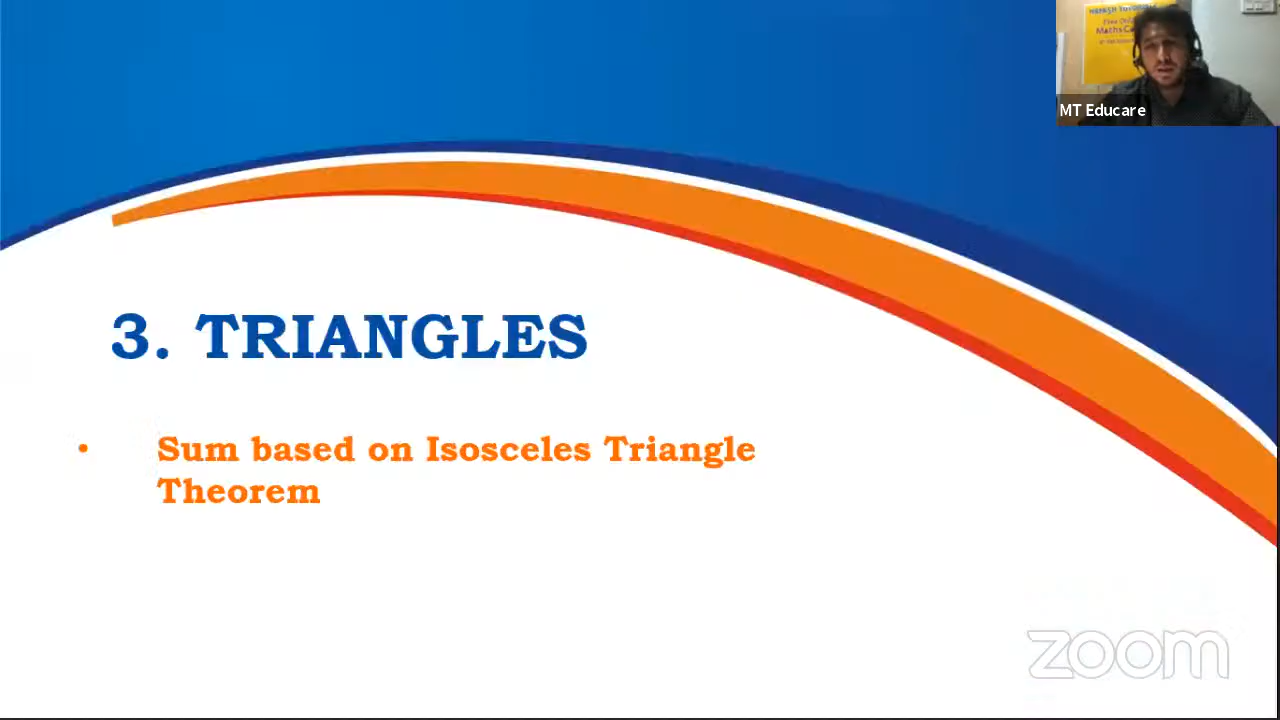 MT Educare
3. TRIANGLES
• Sum based on Isosceles Triangle
Theorem
zoom